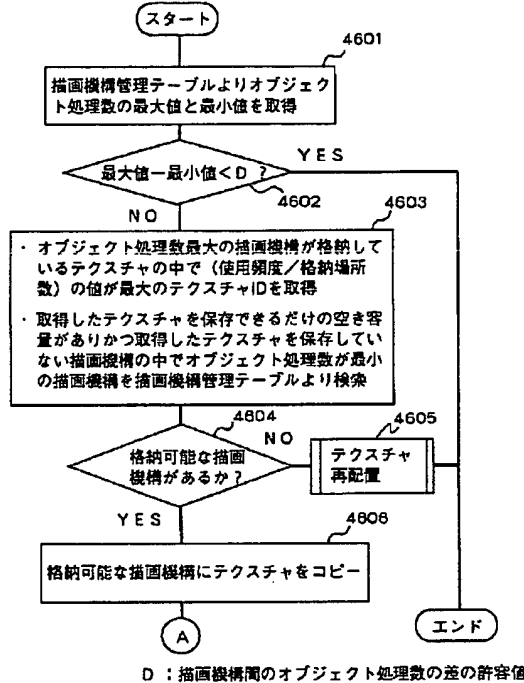 スタート
4601
描画機構管理テーブルよりオブジェク
ト処理数の最大値と最小値を取得
YES
最大値－最小値＜D ？
4602
NO
4603
・ オブジェクト処理数最大の描画機構が格納して
いるテクスチャの中で（使用頻度／格納場所
数）の値が最大のテクスチャIDを取得
・ 取得したテクスチャを保存できるだけの空き容
量がありかつ取得したテクスチャを保存してい
ない描画機構の中でオブジェクト処理数が最小
の描画機構を描画機構管理テーブルより検索
4604
NO
4605
格納可能な描画
機構があるか？
テクスチャ
再配置
YES
4606
格納可能な描画機構にテクスチャをコピー
A
エンド
D ：描画機構間のオブジェクト処理数の差の許容値